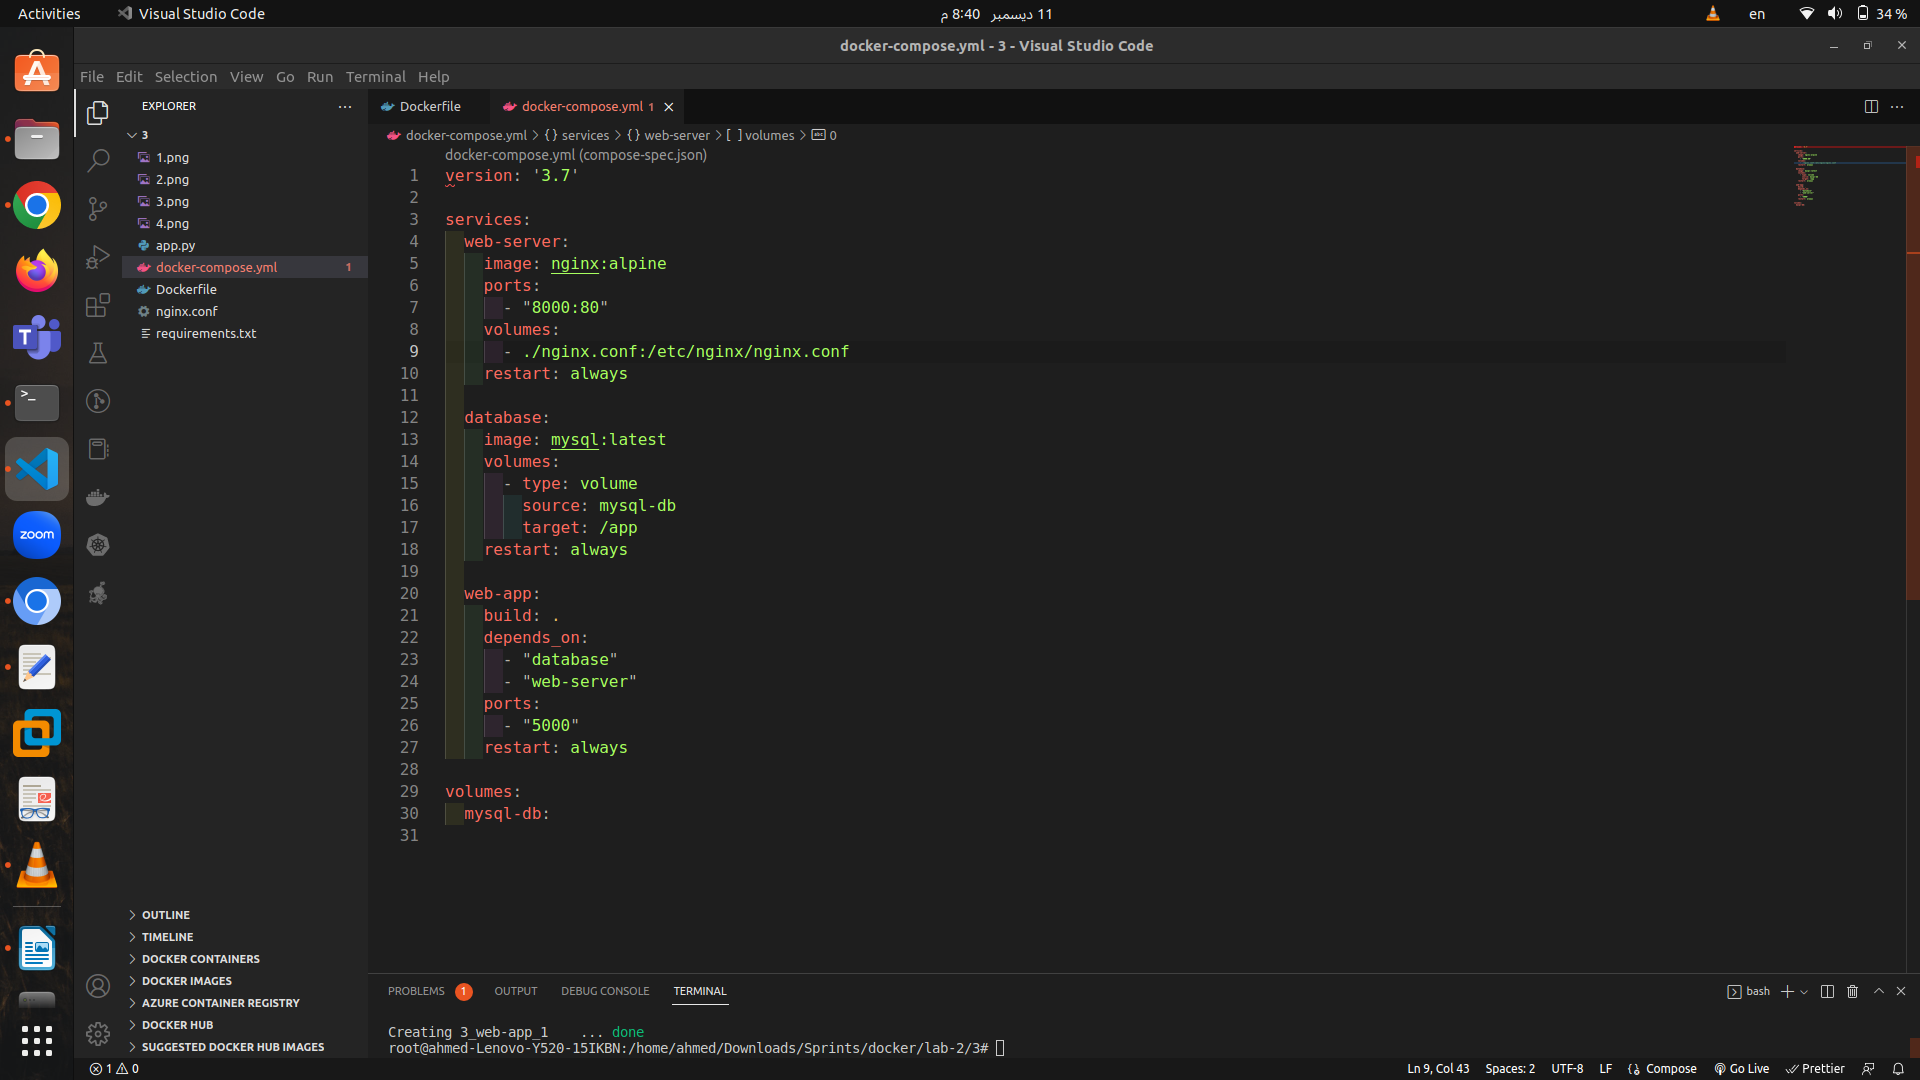 Activities
Visual Studio Code
11 ديسمبر 8:40 م
en
34 %
docker-compose.yml - 3 - Visual Studio Code
File Edit Selection View Go Run Terminal Help
EXPLORER
3
1.png
2.png
3.png
4.png
app.py
docker-compose.yml 1
Dockerfile
nginx.conf
requirements.txt
OUTLINE
TIMELINE
DOCKER CONTAINERS
DOCKER IMAGES
AZURE CONTAINER REGISTRY
DOCKER HUB
SUGGESTED DOCKER HUB IMAGES
zoom
T
>_
Dockerfile
docker-compose.yml 1
docker-compose.yml > {} services > {} web-server > [ ] volumes > abc 0
docker-compose.yml (compose-spec.json)
1 version: '3.7'
2
3 services:
4 web-server:
5 image: nginx:alpine
6 ports:
7 - "8000:80"
8 volumes:
9 - ./nginx.conf:/etc/nginx/nginx.conf
10 restart: always
11
12 database:
13 image: mysql:latest
14 volumes:
15 - type: volume
16 source: mysql-db
17 target: /app
18 restart: always
19
20 web-app:
21 build: .
22 depends_on:
23 - "database"
24 - "web-server"
25 ports:
26 - "5000"
27 restart: always
28
29 volumes:
30 mysql-db:
31
PROBLEMS 1 OUTPUT DEBUG CONSOLE TERMINAL
bash
Creating 3_web-app_1 ... done
root@ahmed-Lenovo-Y520-15IKBN:/home/ahmed/Downloads/Sprints/docker/lab-2/3#
1 0
Ln 9, Col 43 Spaces: 2 UTF-8 LF Compose Go Live Prettier